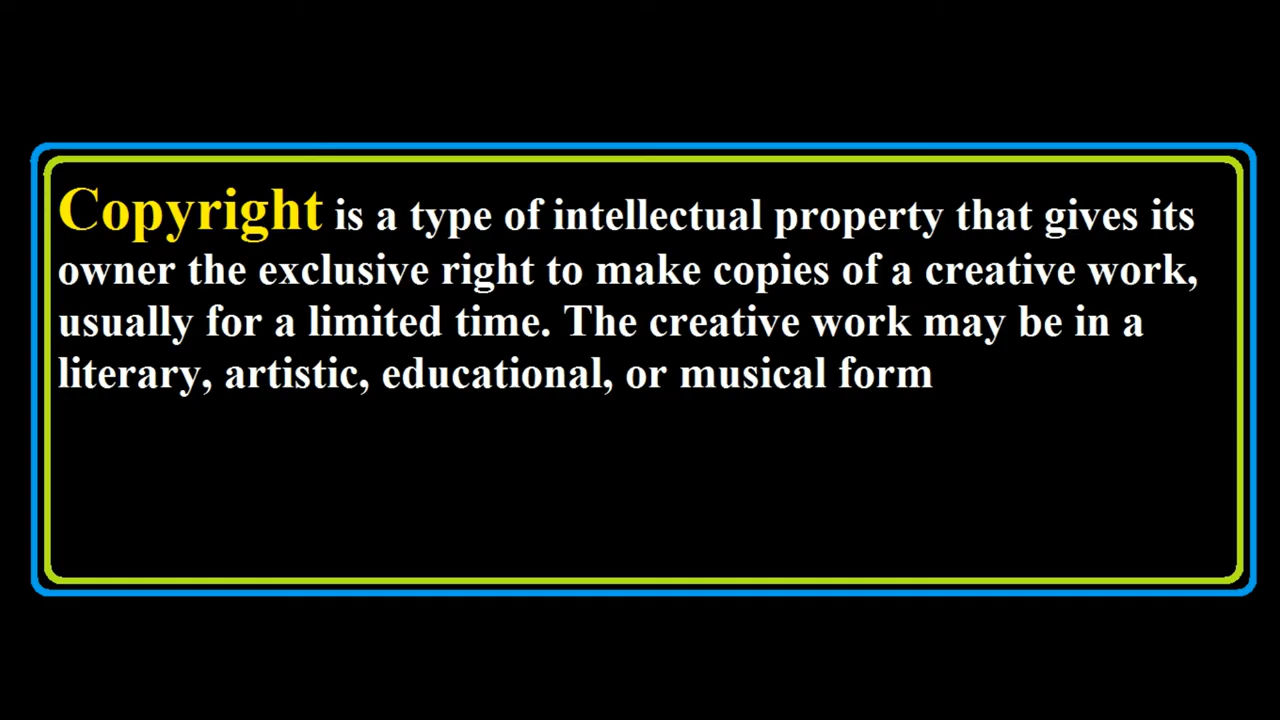 Copyright is a type of intellectual property that gives its
owner the exclusive right to make copies of a creative work,
usually for a limited time. The creative work may be in a
literary, artistic, educational, or musical form